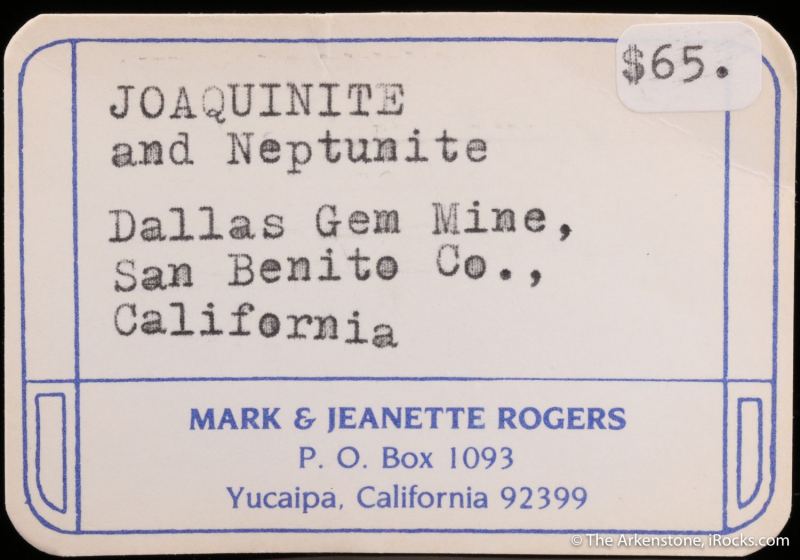 $65.
JOAQUINITE
and Neptunite
Dallas Gem Mine,
San Benito Co.,
California
MARK & JEANETTE ROGERS
P. O. Box 1093
Yucaipa, California 92399
© The Arkenstone, iRocks.com